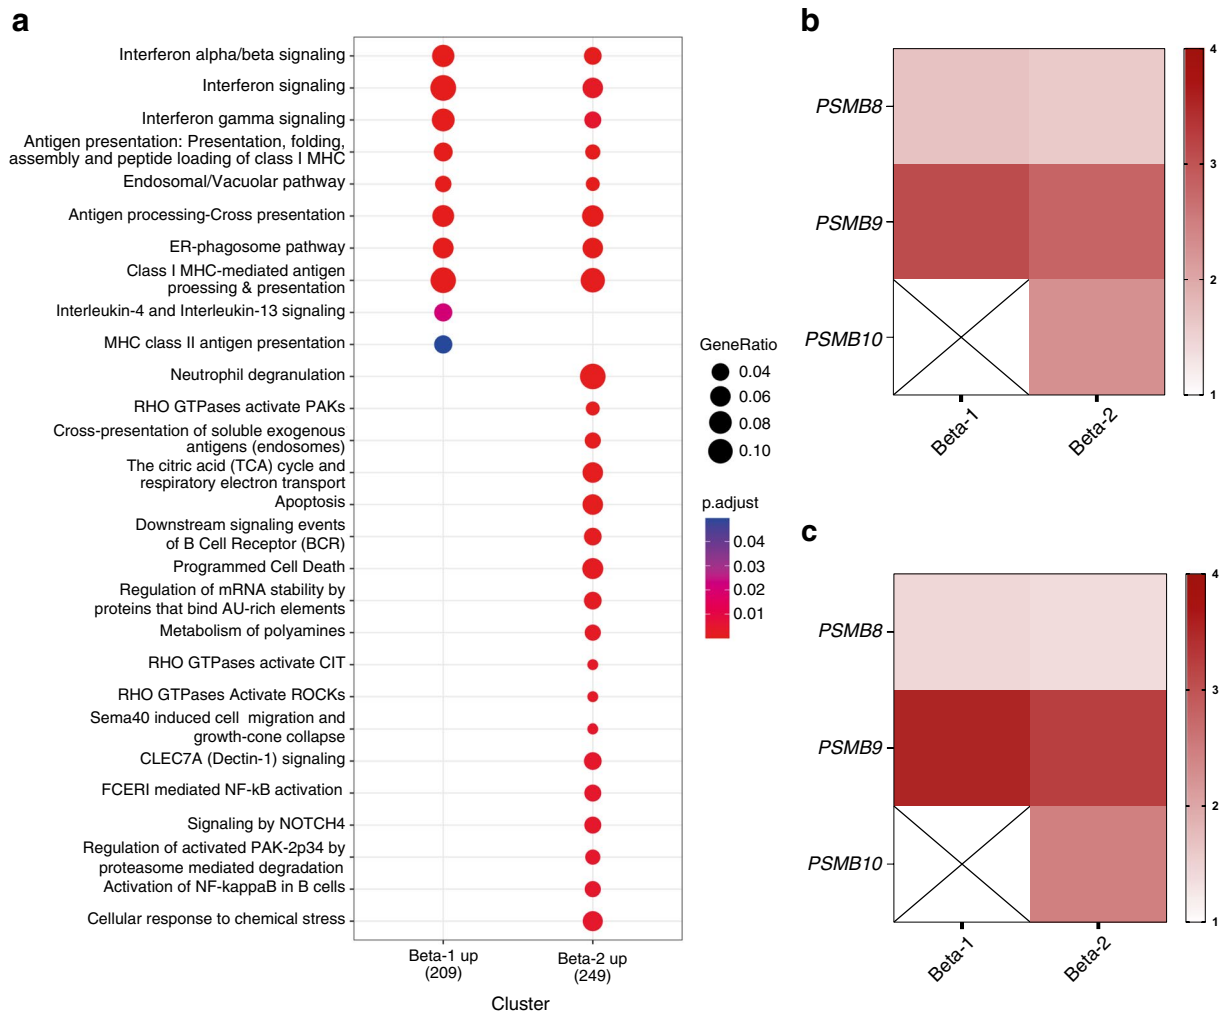 a
Interferon alpha/beta signaling
Interferon signaling
Interferon gamma signaling
Antigen presentation: Presentation, folding,
assembly and peptide loading of class I MHC
Endosomal/Vacuolar pathway
Antigen processing-Cross presentation
ER-phagosome pathway
Class I MHC-mediated antigen
proessing & presentation
Interleukin-4 and Interleukin-13 signaling
MHC class II antigen presentation
Neutrophil degranulation
RHO GTPases activate PAKs
Cross-presentation of soluble exogenous
antigens (endosomes)
The citric acid (TCA) cycle and
respiratory electron transport
Apoptosis
Downstream signaling events
of B Cell Receptor (BCR)
Programmed Cell Death
Regulation of mRNA stability by
proteins that bind AU-rich elements
Metabolism of polyamines
RHO GTPases activate CIT
RHO GTPases Activate ROCKs
Sema40 induced cell migration and
growth-cone collapse
CLEC7A (Dectin-1) signaling
FCERI mediated NF-kB activation
Signaling by NOTCH4
Regulation of activated PAK-2p34 by
proteasome mediated degradation
Activation of NF-kappaB in B cells
Cellular response to chemical stress
Beta-1 up
(209)
Beta-2 up
(249)
Cluster
GeneRatio
0.04
0.06
0.08
0.10
p.adjust
0.04
0.03
0.02
0.01
b
PSMB8
PSMB9
PSMB10
Beta-1
Beta-2
4
3
2
1
c
PSMB8
PSMB9
PSMB10
Beta-1
Beta-2
4
3
2
1